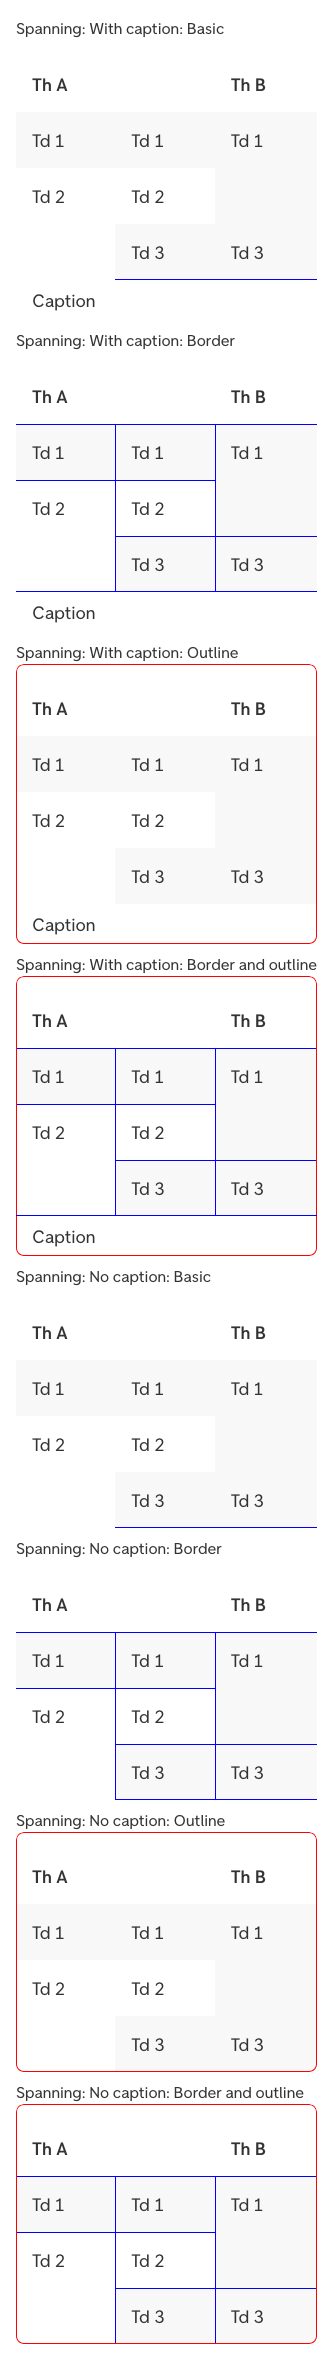 Spanning: With caption: Basic
Th A Th B
Td 1 Td 1 Td 1
Td 2 Td 2
Td 3 Td 3
Caption
Spanning: With caption: Border
Th A Th B
Td 1 Td 1 Td 1
Td 2 Td 2
Td 3 Td 3
Caption
Spanning: With caption: Outline
Th A Th B
Td 1 Td 1 Td 1
Td 2 Td 2
Td 3 Td 3
Caption
Spanning: With caption: Border and outline
Th A Th B
Td 1 Td 1 Td 1
Td 2 Td 2
Td 3 Td 3
Caption
Spanning: No caption: Basic
Th A Th B
Td 1 Td 1 Td 1
Td 2 Td 2
Td 3 Td 3
Spanning: No caption: Border
Th A Th B
Td 1 Td 1 Td 1
Td 2 Td 2
Td 3 Td 3
Spanning: No caption: Outline
Th A Th B
Td 1 Td 1 Td 1
Td 2 Td 2
Td 3 Td 3
Spanning: No caption: Border and outline
Th A Th B
Td 1 Td 1 Td 1
Td 2 Td 2
Td 3 Td 3